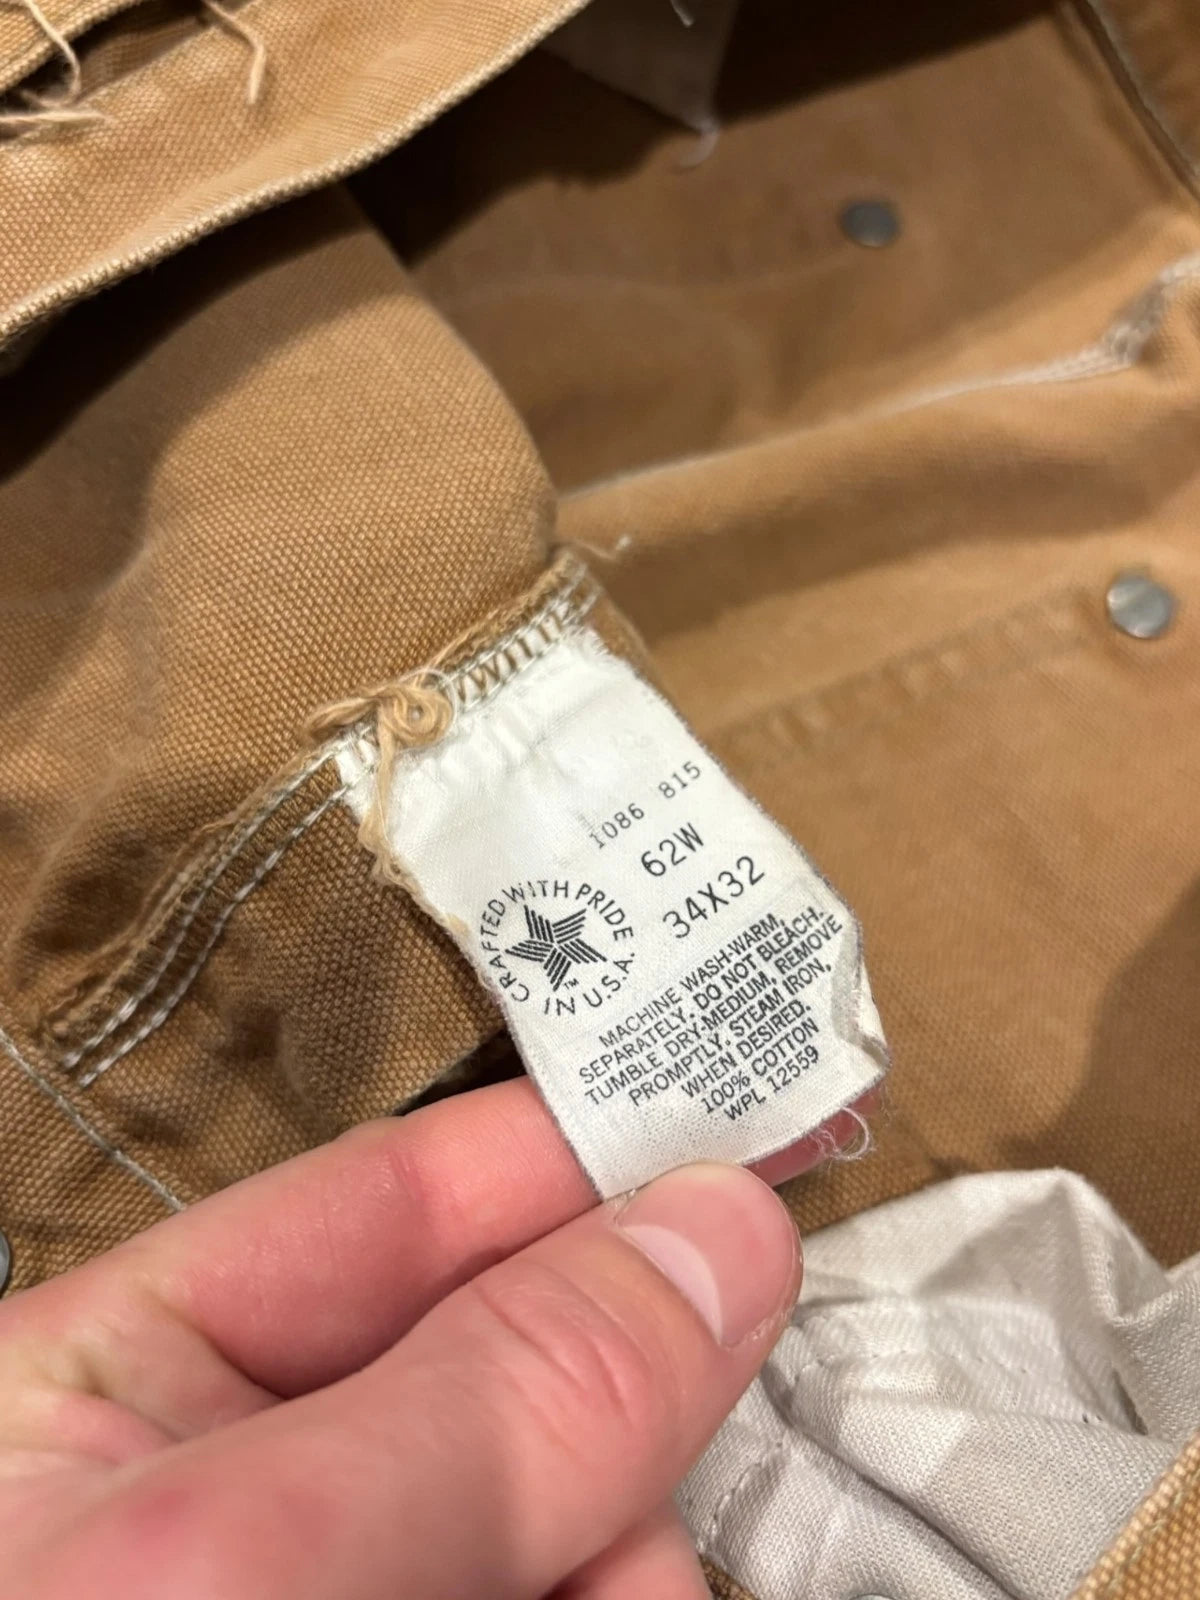 1086 815
62W
34X32
CRAFTED WITH PRIDE
IN U.S.A.
TM
MACHINE WASH-WARM,
SEPARATELY, DO NOT BLEACH.
TUMBLE DRY-MEDIUM, REMOVE
PROMPTLY, STEAM IRON,
WHEN DESIRED.
100% COTTON
WPL 12559